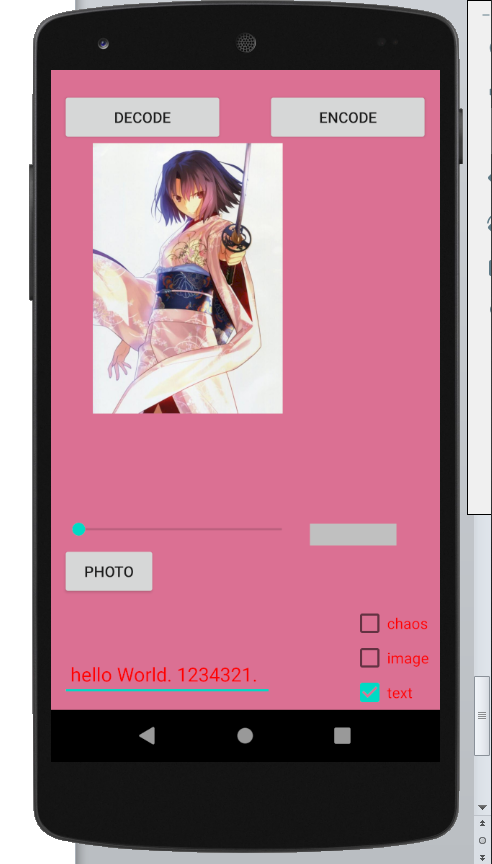 DECODE
ENCODE
PHOTO
chaos
image
hello World. 1234321.
text